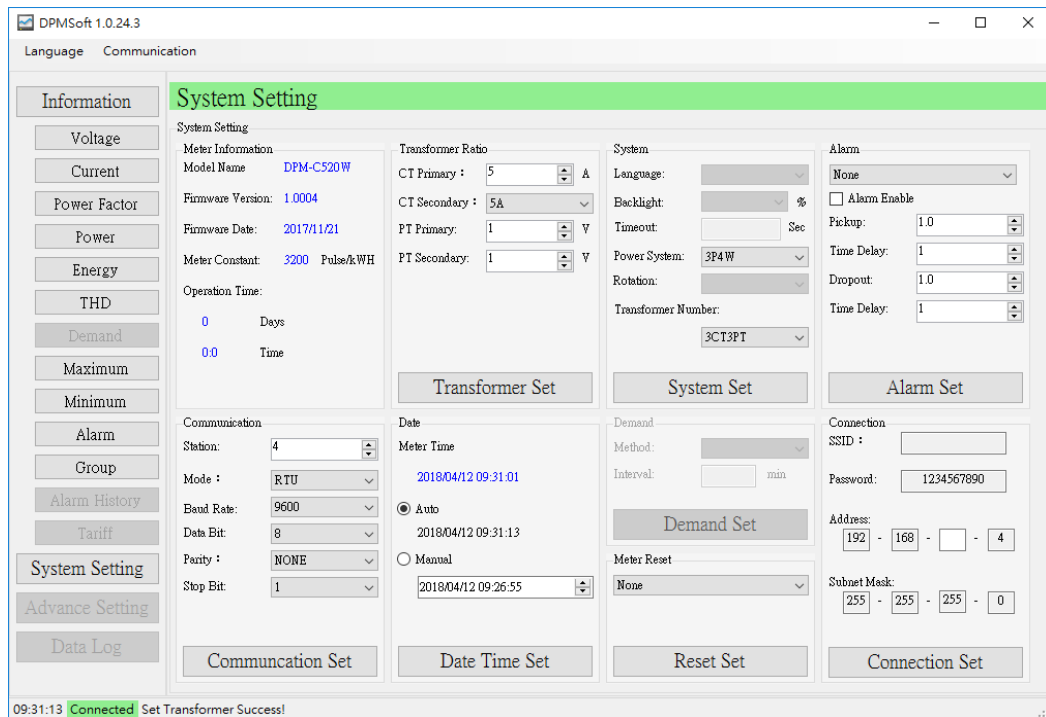 DPMSoft 1.0.24.3
Language Communication
Information
Voltage
Current
Power Factor
Power
Energy
THD
Demand
Maximum
Minimum
Alarm
Group
Alarm History
Tariff
System Setting
Advance Setting
Data Log
System Setting
System Setting
Meter Information
Model Name DPM-C520W
Firmware Version: 1.0004
Firmware Date: 2017/11/21
Meter Constant: 3200 Pulse/kWH
Operation Time:
0 Days
0:0 Time
Transformer Ratio
CT Primary： 5 A
CT Secondary： 5A
PT Primary: 1 V
PT Secondary: 1 V
Transformer Set
System
Language:
Backlight: %
Timeout: Sec
Power System: 3P4W
Rotation:
Transformer Number:
3CT3PT
System Set
Alarm
None
Alarm Enable
Pickup: 1.0
Time Delay: 1
Dropout: 1.0
Time Delay: 1
Alarm Set
Communication
Station: 4
Mode： RTU
Baud Rate: 9600
Data Bit: 8
Parity： NONE
Stop Bit: 1
Communcation Set
Date
Meter Time
2018/04/12 09:31:01
Auto
2018/04/12 09:31:13
Manual
2018/04/12 09:26:55
Date Time Set
Demand
Method:
Interval: min
Demand Set
Meter Reset
None
Reset Set
Connection
SSID：
Password: 1234567890
Address:
192 - 168 - - 4
Subnet Mask:
255 - 255 - 255 - 0
Connection Set
09:31:13 Connected Set Transformer Success!